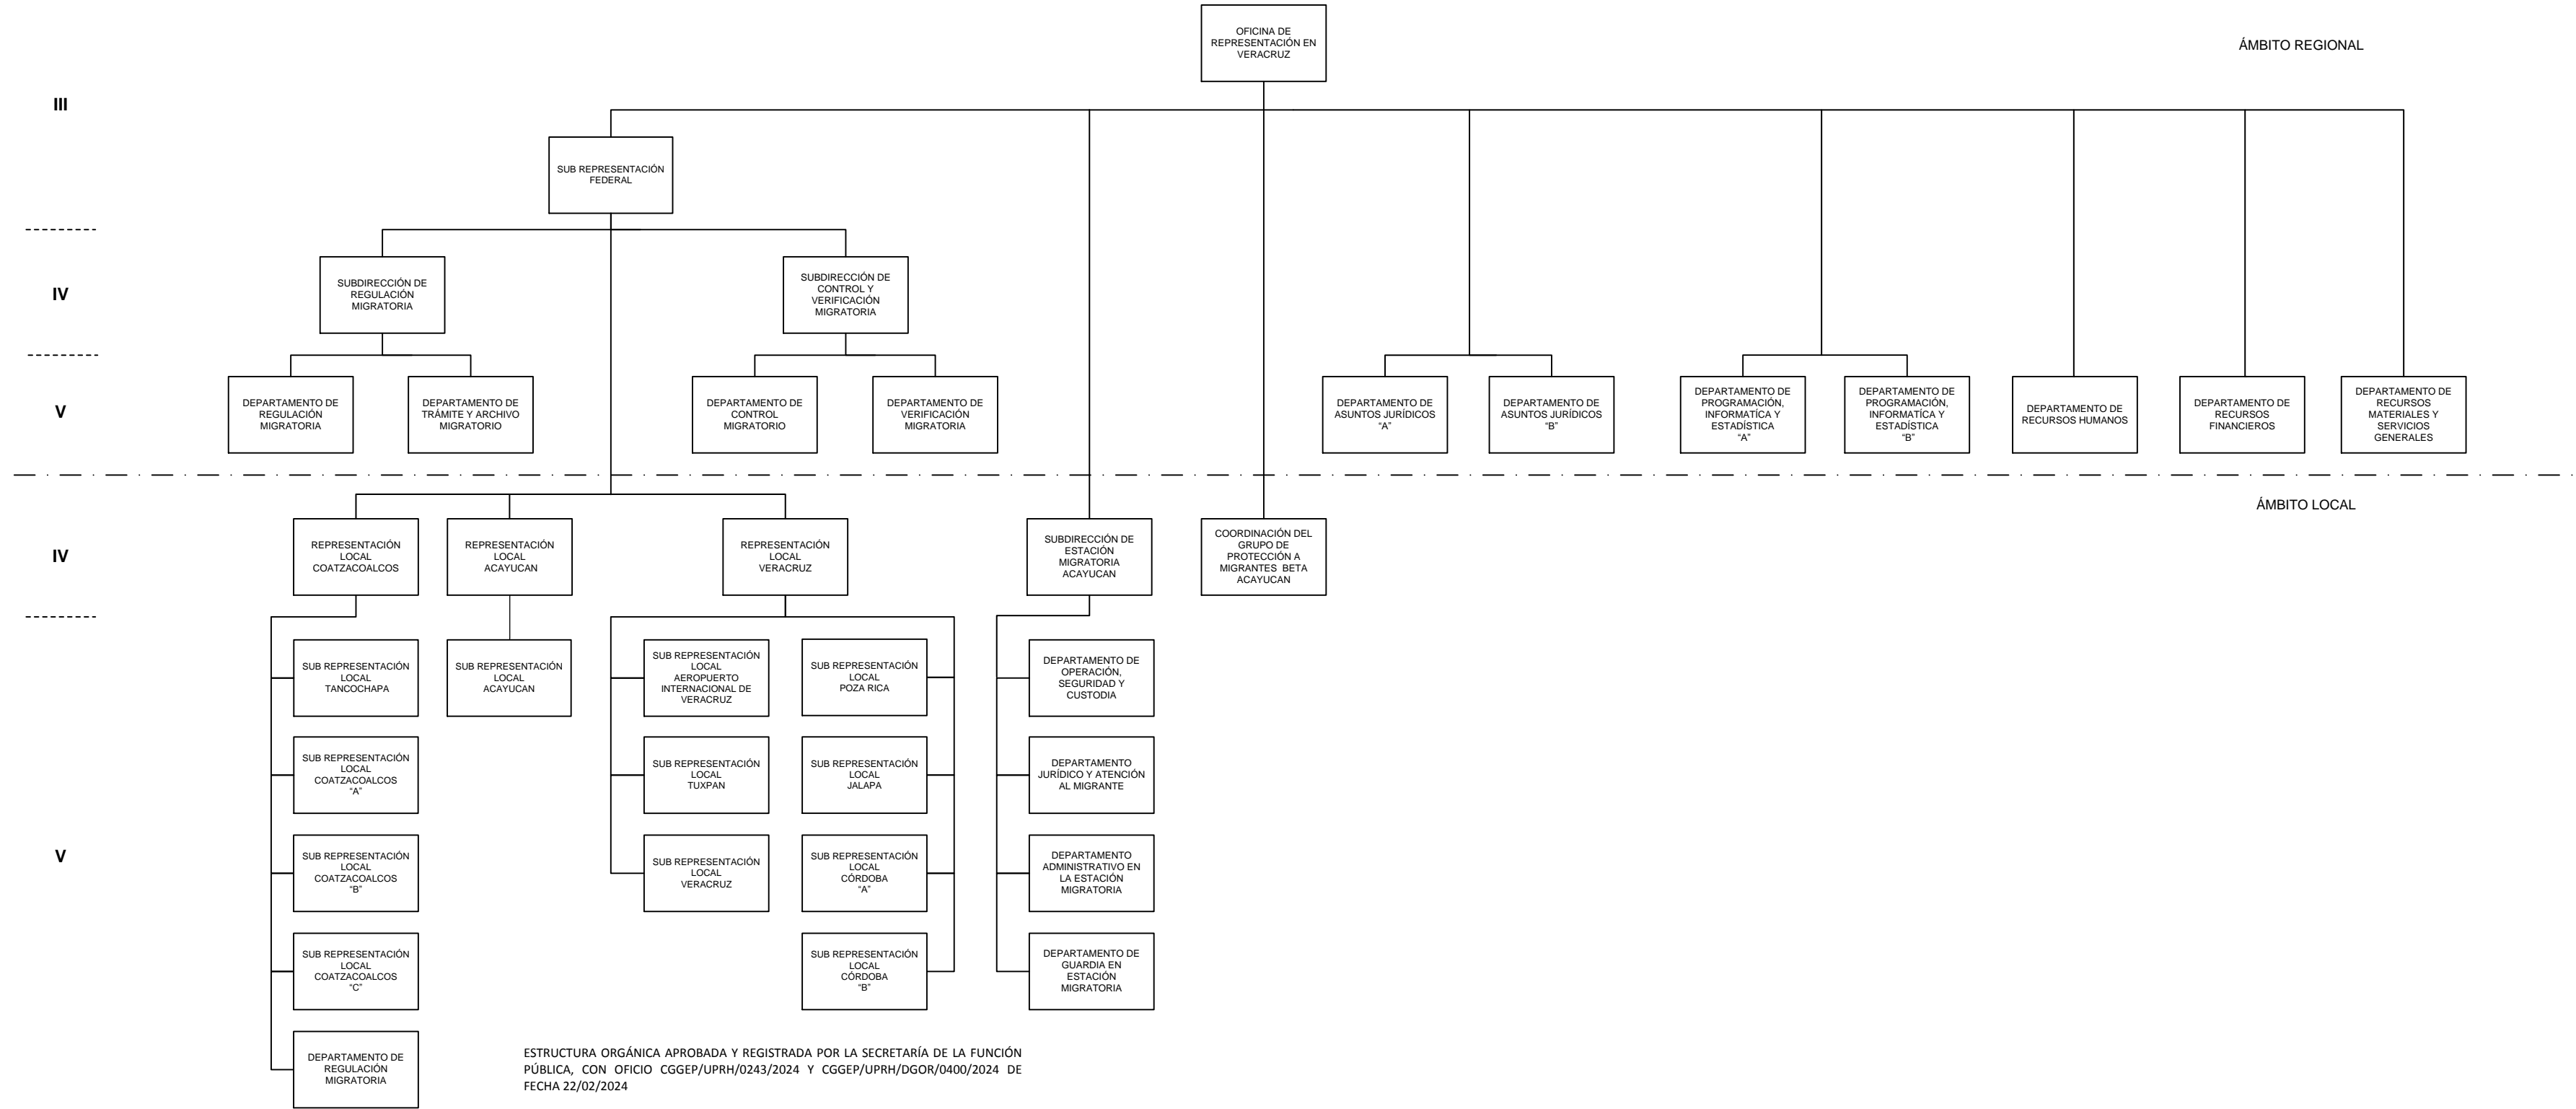 OFICINA DE
REPRESENTACIÓN EN
VERACRUZ
ÁMBITO REGIONAL
III
SUB REPRESENTACIÓN
FEDERAL
IV
SUBDIRECCIÓN DE
REGULACIÓN
MIGRATORIA
SUBDIRECCIÓN DE
CONTROL Y
VERIFICACIÓN
MIGRATORIA
V
DEPARTAMENTO DE
REGULACIÓN
MIGRATORIA
DEPARTAMENTO DE
TRÁMITE Y ARCHIVO
MIGRATORIO
DEPARTAMENTO DE
CONTROL
MIGRATORIO
DEPARTAMENTO DE
VERIFICACIÓN
MIGRATORIA
DEPARTAMENTO DE
ASUNTOS JURÍDICOS
“A”
DEPARTAMENTO DE
ASUNTOS JURÍDICOS
“B”
DEPARTAMENTO DE
PROGRAMACIÓN,
INFORMATÍCA Y
ESTADÍSTICA
“A”
DEPARTAMENTO DE
PROGRAMACIÓN,
INFORMATÍCA Y
ESTADÍSTICA
“B”
DEPARTAMENTO DE
RECURSOS HUMANOS
DEPARTAMENTO DE
RECURSOS
FINANCIEROS
DEPARTAMENTO DE
RECURSOS
MATERIALES Y
SERVICIOS
GENERALES
ÁMBITO LOCAL
IV
REPRESENTACIÓN
LOCAL
COATZACOALCOS
REPRESENTACIÓN
LOCAL
ACAYUCAN
REPRESENTACIÓN
LOCAL
VERACRUZ
SUBDIRECCIÓN DE
ESTACIÓN
MIGRATORIA
ACAYUCAN
COORDINACIÓN DEL
GRUPO DE
PROTECCIÓN A
MIGRANTES BETA
ACAYUCAN
V
SUB REPRESENTACIÓN
LOCAL
TANCOCHAPA
SUB REPRESENTACIÓN
LOCAL
COATZACOALCOS
“A”
SUB REPRESENTACIÓN
LOCAL
COATZACOALCOS
“B”
SUB REPRESENTACIÓN
LOCAL
COATZACOALCOS
“C”
DEPARTAMENTO DE
REGULACIÓN
MIGRATORIA
SUB REPRESENTACIÓN
LOCAL
ACAYUCAN
SUB REPRESENTACIÓN
LOCAL
AEROPUERTO
INTERNACIONAL DE
VERACRUZ
SUB REPRESENTACIÓN
LOCAL
TUXPAN
SUB REPRESENTACIÓN
LOCAL
VERACRUZ
SUB REPRESENTACIÓN
LOCAL
POZA RICA
SUB REPRESENTACIÓN
LOCAL
JALAPA
SUB REPRESENTACIÓN
LOCAL
CÓRDOBA
“A”
SUB REPRESENTACIÓN
LOCAL
CÓRDOBA
“B”
DEPARTAMENTO DE
OPERACIÓN,
SEGURIDAD Y
CUSTODIA
DEPARTAMENTO
JURÍDICO Y ATENCIÓN
AL MIGRANTE
DEPARTAMENTO
ADMINISTRATIVO EN
LA ESTACIÓN
MIGRATORIA
DEPARTAMENTO DE
GUARDIA EN
ESTACIÓN
MIGRATORIA
ESTRUCTURA ORGÁNICA APROBADA Y REGISTRADA POR LA SECRETARÍA DE LA FUNCIÓN
PÚBLICA, CON OFICIO CGGEP/UPRH/0243/2024 Y CGGEP/UPRH/DGOR/0400/2024 DE
FECHA 22/02/2024